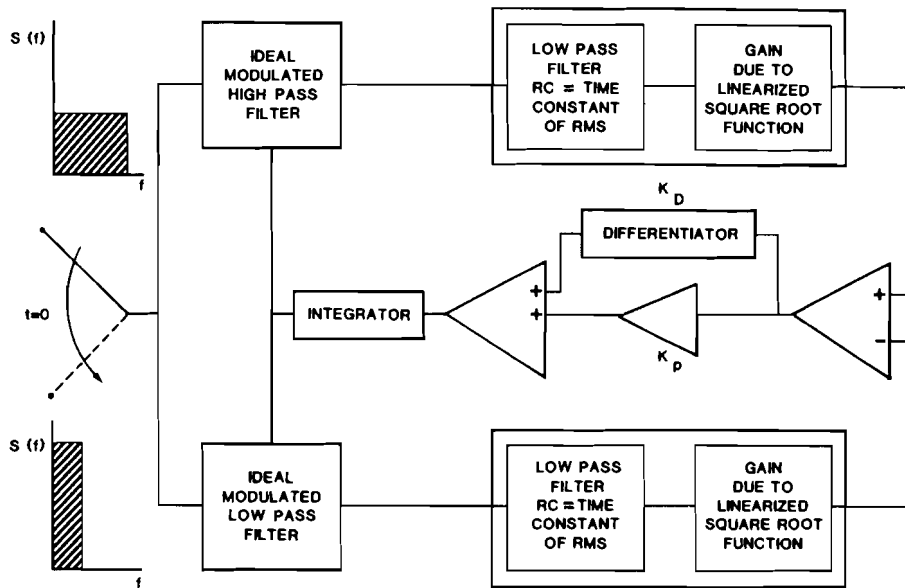 S (f)
f
IDEAL
MODULATED
HIGH PASS
FILTER
LOW PASS
FILTER
RC = TIME
CONSTANT
OF RMS
GAIN
DUE TO
LINEARIZED
SQUARE ROOT
FUNCTION
K D
DIFFERENTIATOR
t=0
INTEGRATOR
+
+
K p
+
−
S (f)
f
IDEAL
MODULATED
LOW PASS
FILTER
LOW PASS
FILTER
RC = TIME
CONSTANT
OF RMS
GAIN
DUE TO
LINEARIZED
SQUARE ROOT
FUNCTION